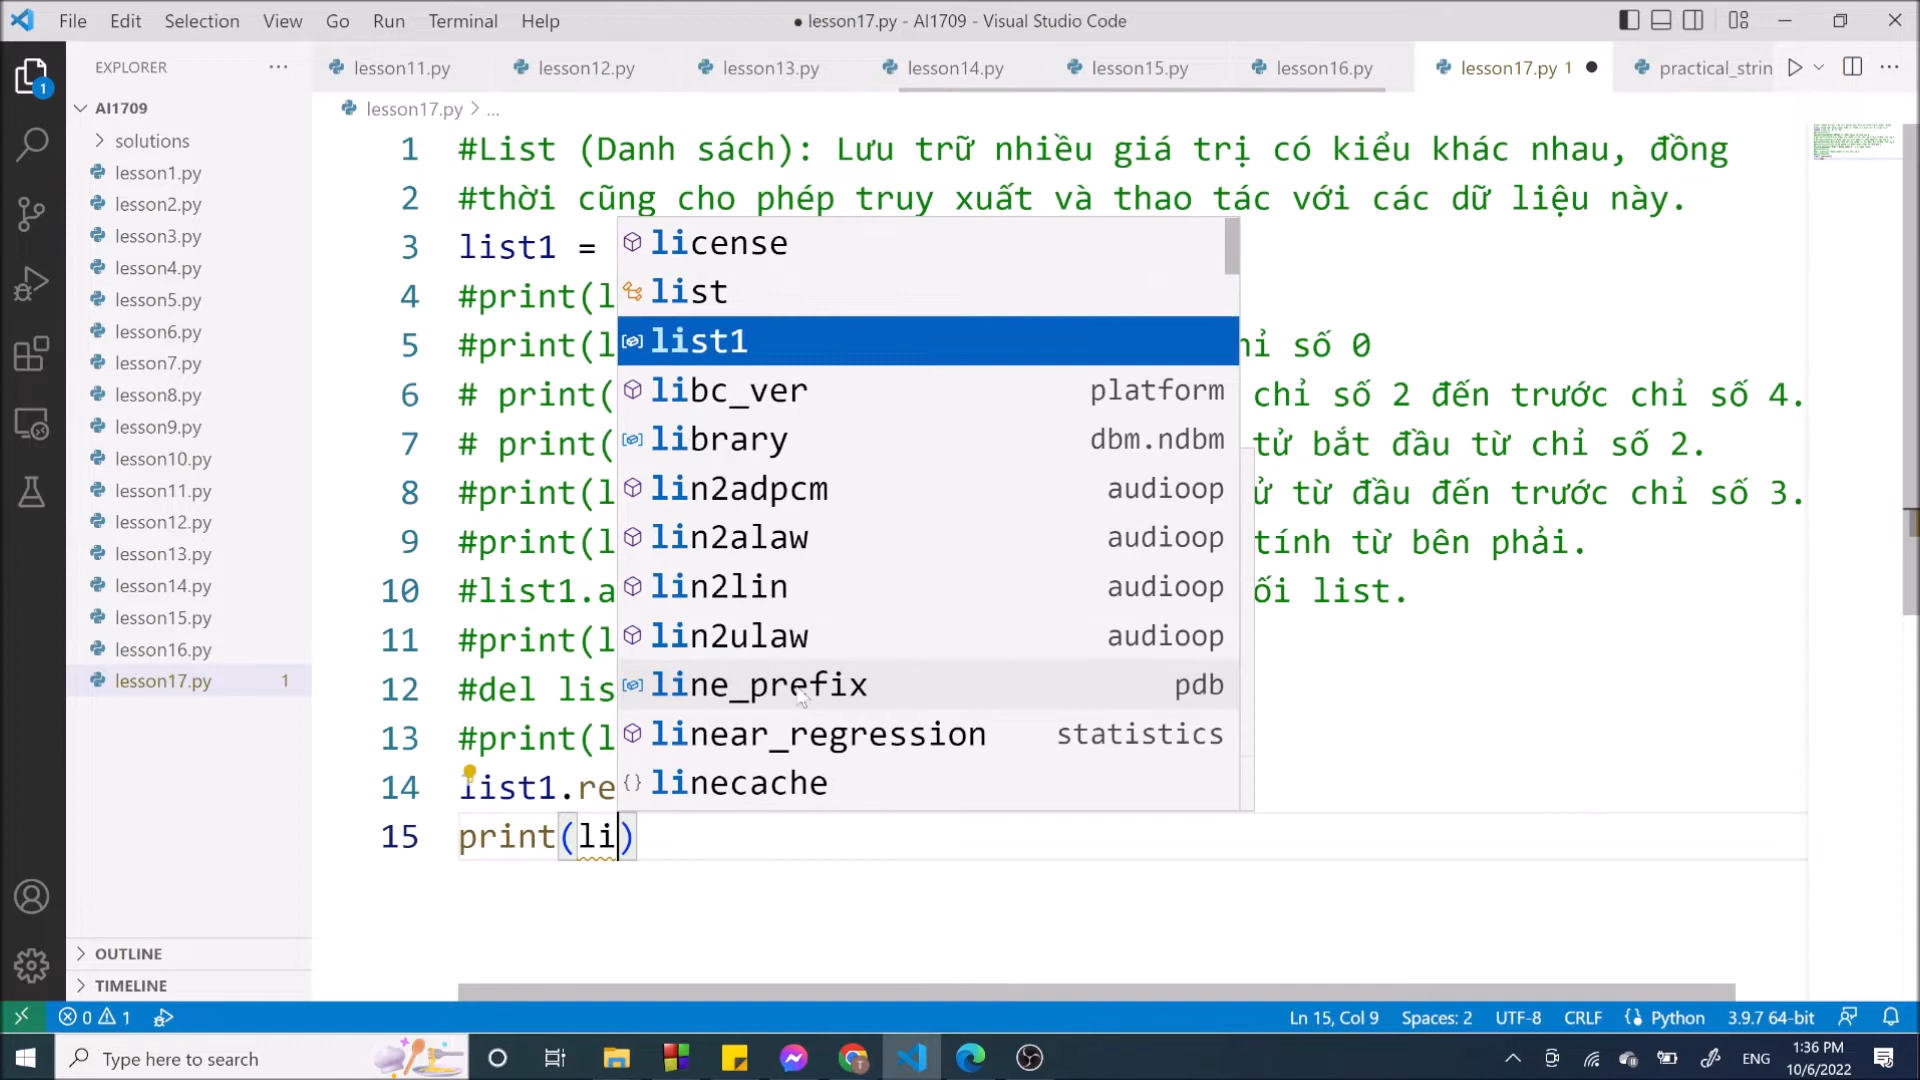 File Edit Selection View Go Run Terminal Help
● lesson17.py - AI1709 - Visual Studio Code
EXPLORER ...
lesson11.py lesson12.py lesson13.py lesson14.py lesson15.py lesson16.py lesson17.py 1 ● practical_strin
AI1709
lesson17.py > ...
solutions
lesson1.py
lesson2.py
lesson3.py
lesson4.py
lesson5.py
lesson6.py
lesson7.py
lesson8.py
lesson9.py
lesson10.py
lesson11.py
lesson12.py
lesson13.py
lesson14.py
lesson15.py
lesson16.py
lesson17.py 1
OUTLINE
TIMELINE
1 #List (Danh sách): Lưu trữ nhiều giá trị có kiểu khác nhau, đồng
2 #thời cũng cho phép truy xuất và thao tác với các dữ liệu này.
3 list1 =
4 #print(l
5 #print(l hỉ số 0
6 # print( chỉ số 2 đến trước chỉ số 4.
7 # print( tử bắt đầu từ chỉ số 2.
8 #print(l ử từ đầu đến trước chỉ số 3.
9 #print(l tính từ bên phải.
10 #list1.a ối list.
11 #print(l
12 #del lis
13 #print(l
14 list1.re
15 print(li)
license
list
list1
libc_ver platform
library dbm.ndbm
lin2adpcm audioop
lin2alaw audioop
lin2lin audioop
lin2ulaw audioop
line_prefix pdb
linear_regression statistics
linecache
0 1 Ln 15, Col 9 Spaces: 2 UTF-8 CRLF Python 3.9.7 64-bit
Type here to search
ENG
1:36 PM
10/6/2022